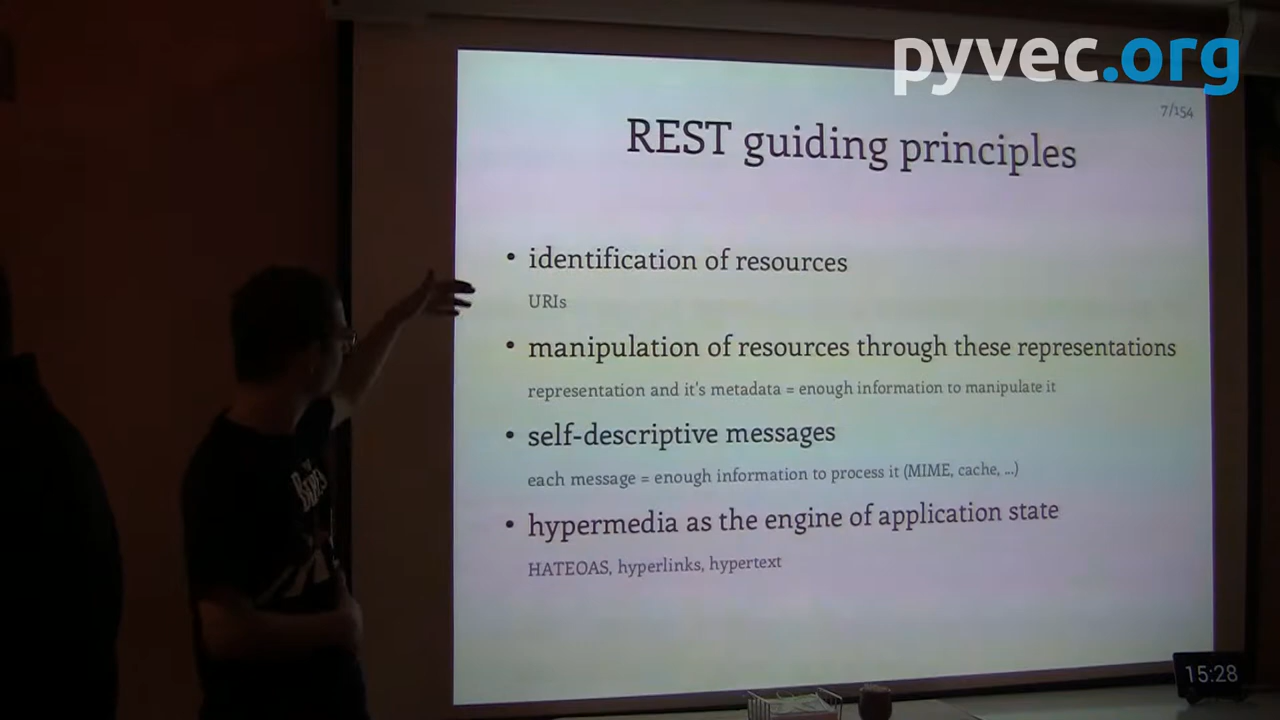 pyvec.org
7/154
REST guiding principles
• identification of resources
URIs
• manipulation of resources through these representations
representation and it's metadata = enough information to manipulate it
• self-descriptive messages
each message = enough information to process it (MIME, cache, ...)
• hypermedia as the engine of application state
HATEOAS, hyperlinks, hypertext
15:28